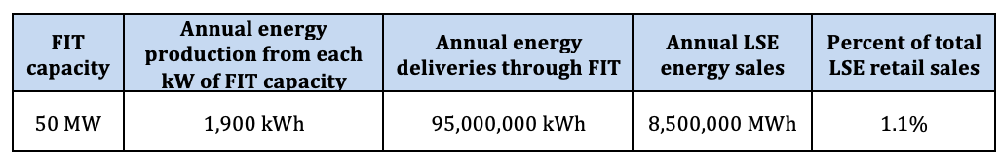 FIT
capacity
Annual energy
production from each
kW of FIT capacity
Annual energy
deliveries through FIT
Annual LSE
energy sales
Percent of total
LSE retail sales
50 MW
1,900 kWh
95,000,000 kWh
8,500,000 MWh
1.1%